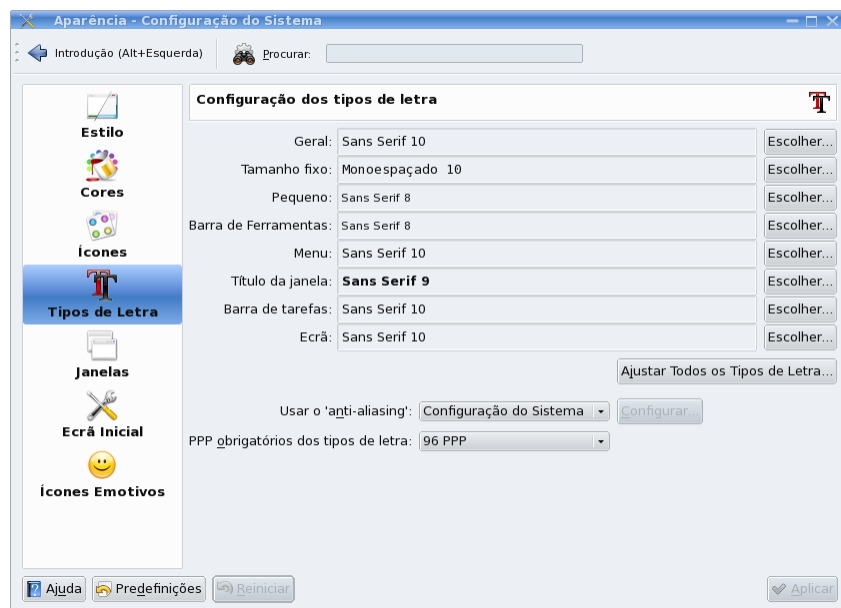 Aparência - Configuração do Sistema
Introdução (Alt+Esquerda)
Procurar:
Estilo
Cores
Ícones
Tipos de Letra
Janelas
Ecrã Inicial
Ícones Emotivos
Configuração dos tipos de letra
Geral: Sans Serif 10 Escolher...
Tamanho fixo: Monoespaçado 10 Escolher...
Pequeno: Sans Serif 8 Escolher...
Barra de Ferramentas: Sans Serif 8 Escolher...
Menu: Sans Serif 10 Escolher...
Título da janela: Sans Serif 9 Escolher...
Barra de tarefas: Sans Serif 10 Escolher...
Ecrã: Sans Serif 10 Escolher...
Ajustar Todos os Tipos de Letra...
Usar o 'anti-aliasing': Configuração do Sistema Configurar...
PPP obrigatórios dos tipos de letra: 96 PPP
Ajuda Predefinições Reiniciar Aplicar